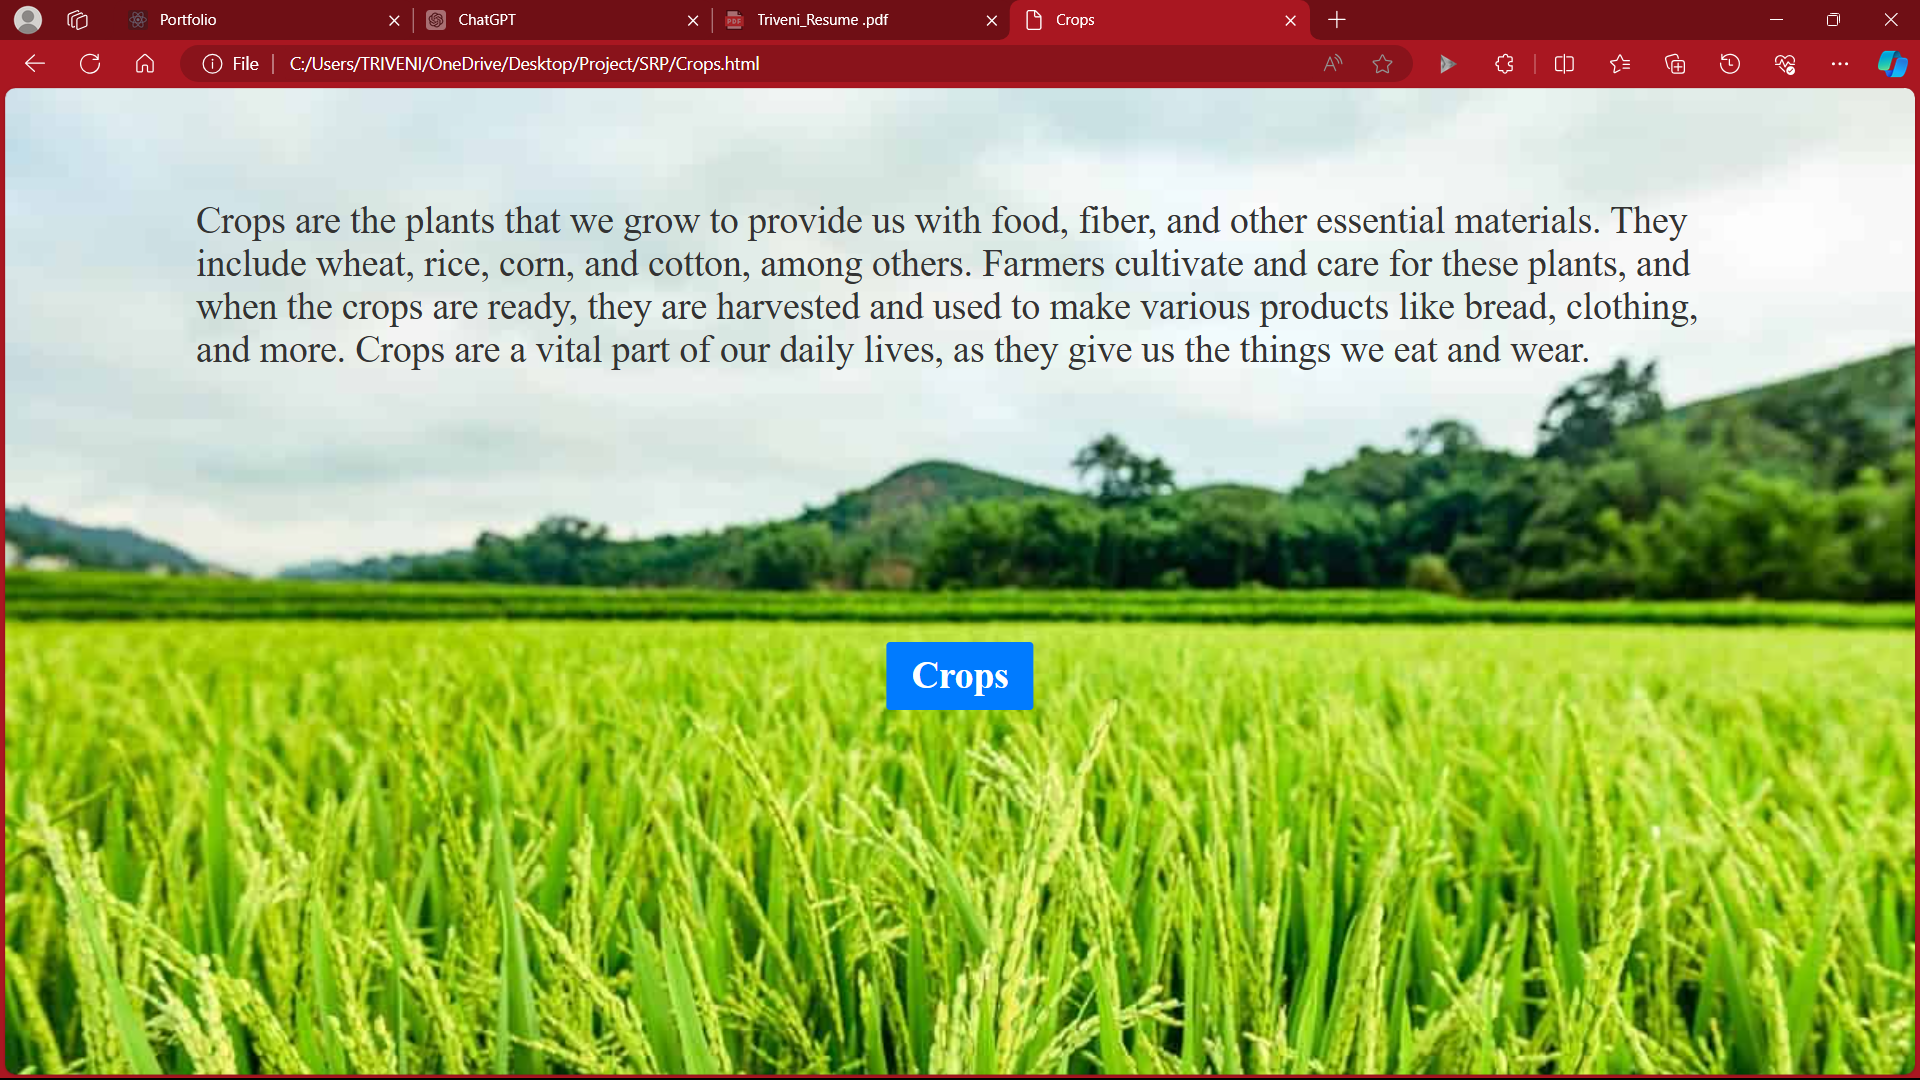 Portfolio
ChatGPT
Triveni_Resume .pdf
Crops
File
C:/Users/TRIVENI/OneDrive/Desktop/Project/SRP/Crops.html
Crops are the plants that we grow to provide us with food, fiber, and other essential materials. They
include wheat, rice, corn, and cotton, among others. Farmers cultivate and care for these plants, and
when the crops are ready, they are harvested and used to make various products like bread, clothing,
and more. Crops are a vital part of our daily lives, as they give us the things we eat and wear.
Crops